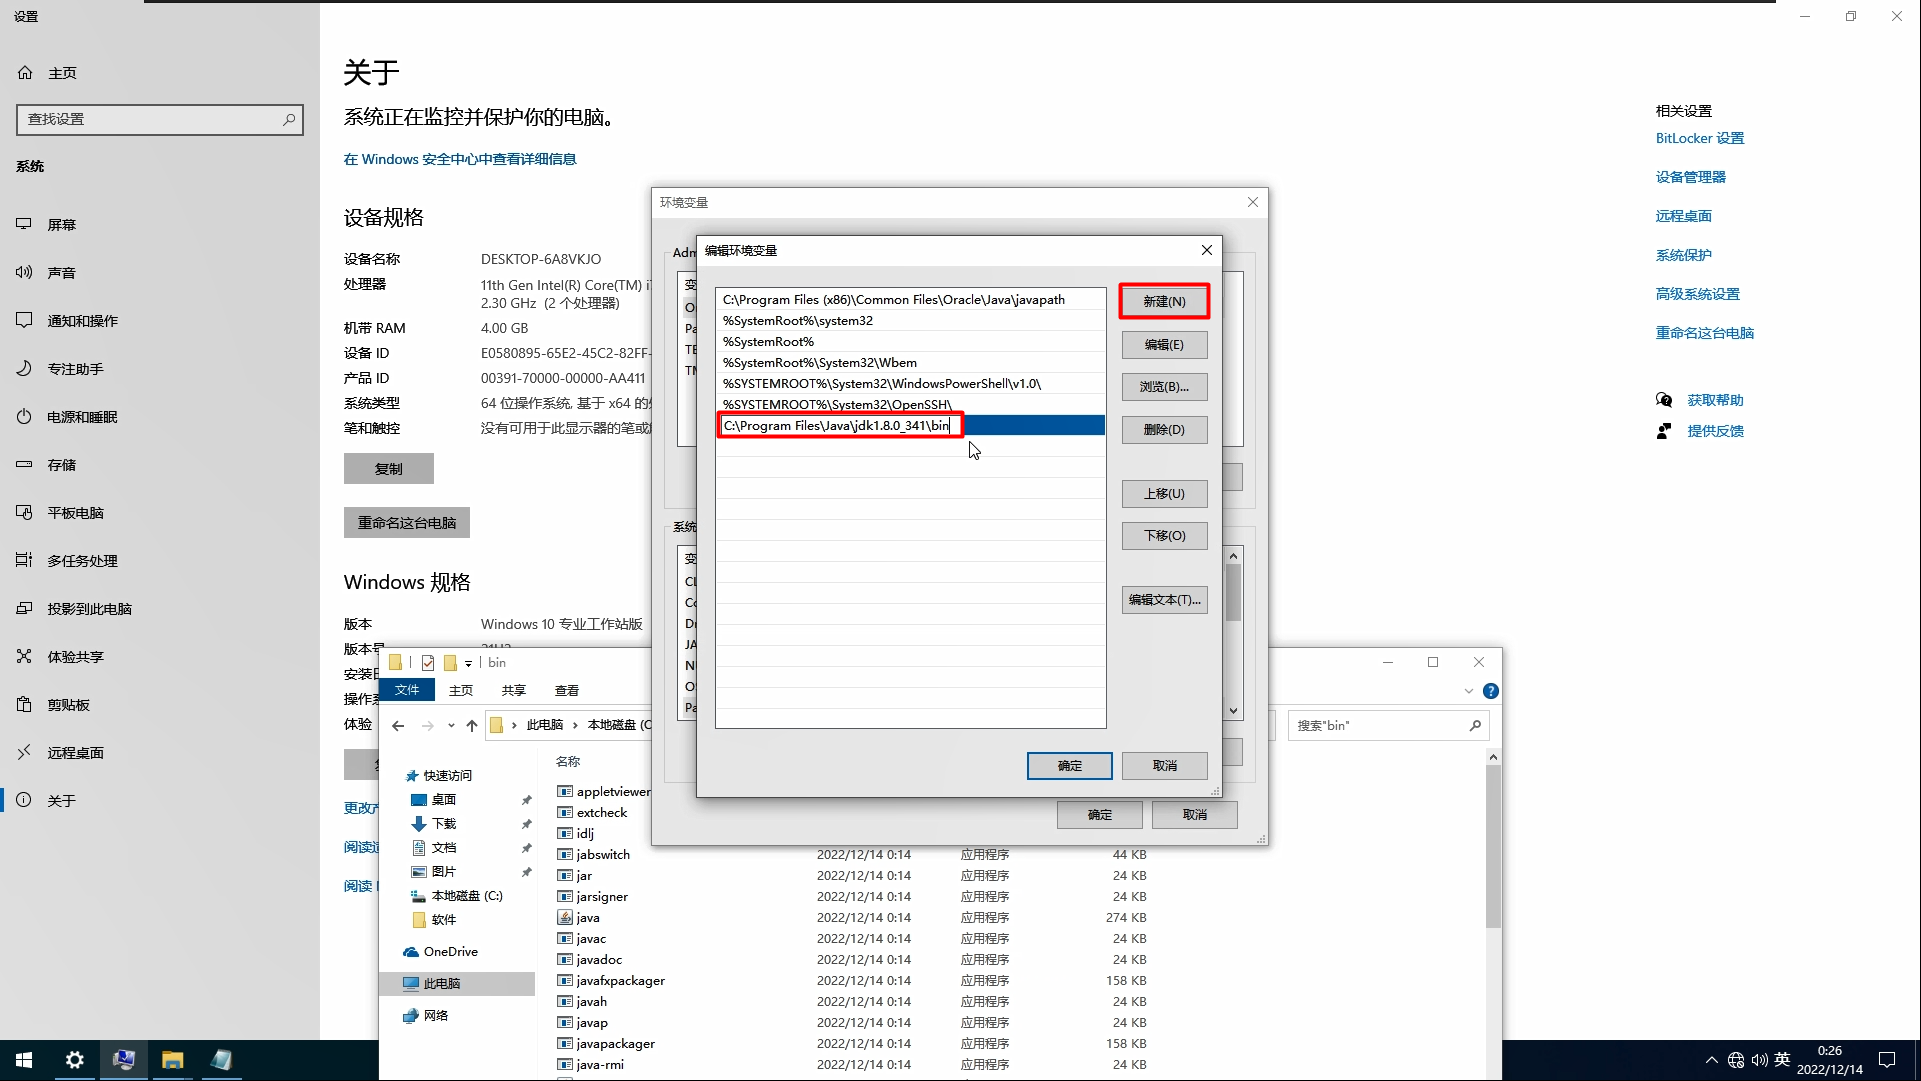 设置
主页
查找设置
系统
屏幕
声音
通知和操作
专注助手
电源和睡眠
存储
平板电脑
多任务处理
投影到此电脑
体验共享
剪贴板
远程桌面
关于
关于
系统正在监控并保护你的电脑。
在 Windows 安全中心中查看详细信息
设备规格
设备名称 DESKTOP-6A8VKJO
处理器 11th Gen Intel(R) Core(TM)
2.30 GHz (2 个处理器)
机带 RAM 4.00 GB
设备 ID E0580895-65E2-45C2-82FF-
产品 ID 00391-70000-00000-AA411
系统类型 64 位操作系统, 基于 x64 的
笔和触控 没有可用于此显示器的笔或
复制
重命名这台电脑
Windows 规格
版本 Windows 10 专业工作站版
版本号
体验
相关设置
BitLocker 设置
设备管理器
远程桌面
系统保护
高级系统设置
重命名这台电脑
获取帮助
提供反馈
环境变量
编辑环境变量
C:\Program Files (x86)\Common Files\Oracle\Java\javapath
%SystemRoot%\system32
%SystemRoot%
%SystemRoot%\System32\Wbem
%SYSTEMROOT%\System32\WindowsPowerShell\v1.0\
%SYSTEMROOT%\System32\OpenSSH\
C:\Program Files\Java\jdk1.8.0_341\bin
新建(N)
编辑(E)
浏览(B)...
删除(D)
上移(U)
下移(O)
编辑文本(T)...
确定 取消
确定 取消
bin
文件 主页 共享 查看
此电脑 本地磁盘 (C
搜索"bin"
快速访问
桌面
下载
文档
图片
本地磁盘 (C:)
软件
OneDrive
此电脑
网络
名称
appletviewer
extcheck
idlj
jabswitch 2022/12/14 0:14 应用程序 44 KB
jar 2022/12/14 0:14 应用程序 24 KB
jarsigner 2022/12/14 0:14 应用程序 24 KB
java 2022/12/14 0:14 应用程序 274 KB
javac 2022/12/14 0:14 应用程序 24 KB
javadoc 2022/12/14 0:14 应用程序 24 KB
javafxpackager 2022/12/14 0:14 应用程序 158 KB
javah 2022/12/14 0:14 应用程序 24 KB
javap 2022/12/14 0:14 应用程序 24 KB
javapackager 2022/12/14 0:14 应用程序 158 KB
java-rmi 2022/12/14 0:14 应用程序 24 KB
英
0:26
2022/12/14